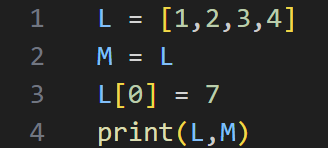 1 L = [1,2,3,4]
2 M = L
3 L[0] = 7
4 print(L,M)